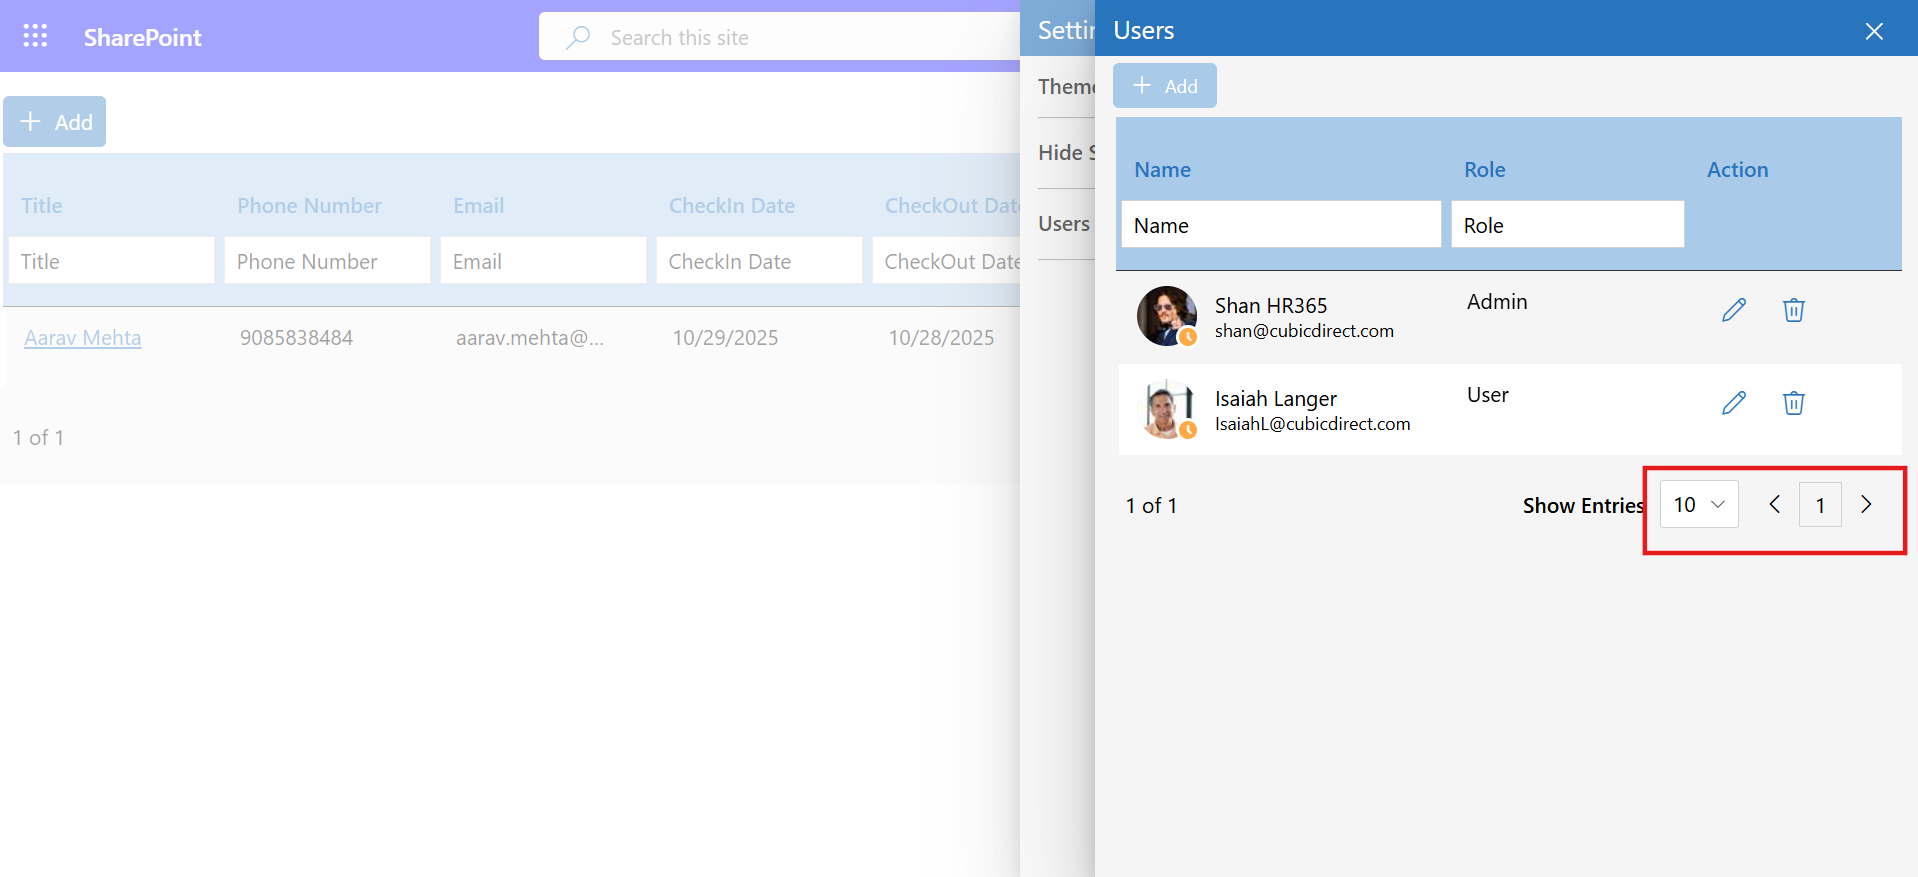 SharePoint
Search this site
Add
Title
Phone Number
Email
CheckIn Date
CheckOut Date
Title
Phone Number
Email
CheckIn Date
CheckOut Date
Aarav Mehta
9085838484
aarav.mehta@...
10/29/2025
10/28/2025
1 of 1
Settin
Theme
Hide S
Users
Users
Add
Name
Role
Action
Name
Role
Shan HR365
shan@cubicdirect.com
Admin
Isaiah Langer
IsaiahL@cubicdirect.com
User
1 of 1
Show Entries
10
1